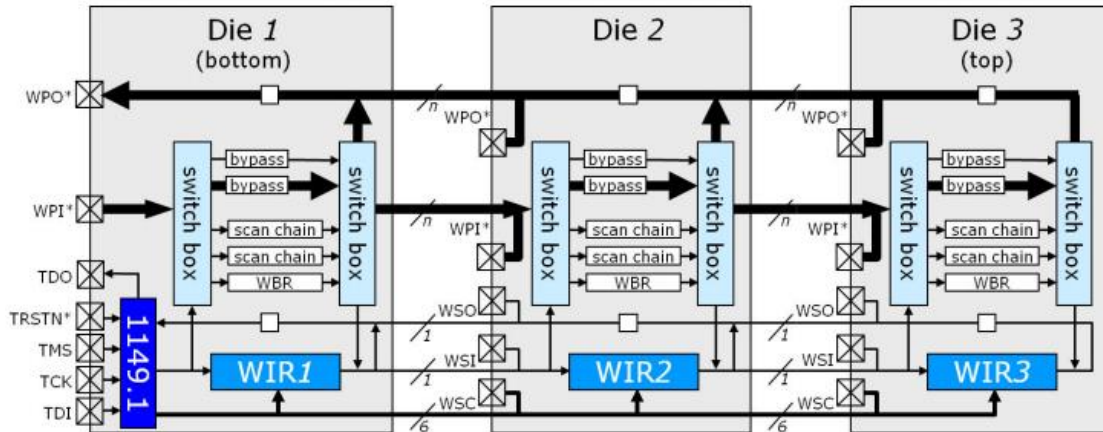 Die 1
(bottom)
Die 2
Die 3
(top)
WPO*
n
WPO*
n
WPO*
switch box
bypass
bypass
scan chain
scan chain
WBR
switch box
switch box
bypass
bypass
scan chain
scan chain
WBR
switch box
switch box
bypass
bypass
scan chain
scan chain
WBR
switch box
WPI*
n
WPI*
n
WPI*
TDO
TRSTN*
TMS
TCK
TDI
1149.1
WSO
1
WSO
1
WIR1
WSI
1
WIR2
WSI
1
WIR3
WSC
6
WSC
6